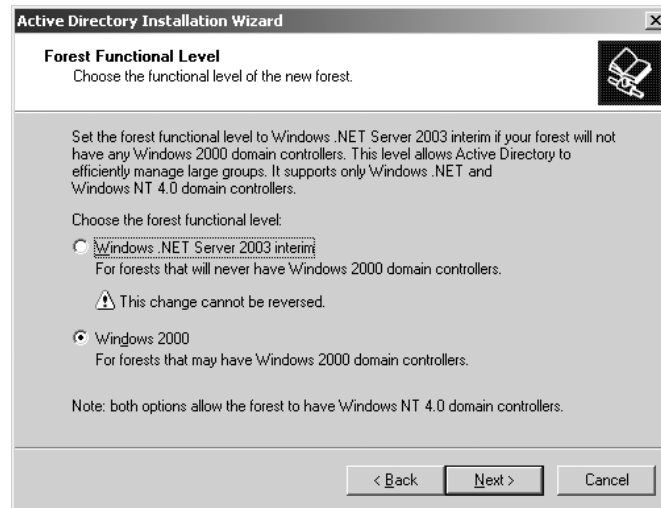 Active Directory Installation Wizard
Forest Functional Level
Choose the functional level of the new forest.
Set the forest functional level to Windows .NET Server 2003 interim if your forest will not
have any Windows 2000 domain controllers. This level allows Active Directory to
efficiently manage large groups. It supports only Windows .NET and
Windows NT 4.0 domain controllers.
Choose the forest functional level:
Windows .NET Server 2003 interim
For forests that will never have Windows 2000 domain controllers.
This change cannot be reversed.
Windows 2000
For forests that may have Windows 2000 domain controllers.
Note: both options allow the forest to have Windows NT 4.0 domain controllers.
< Back Next > Cancel